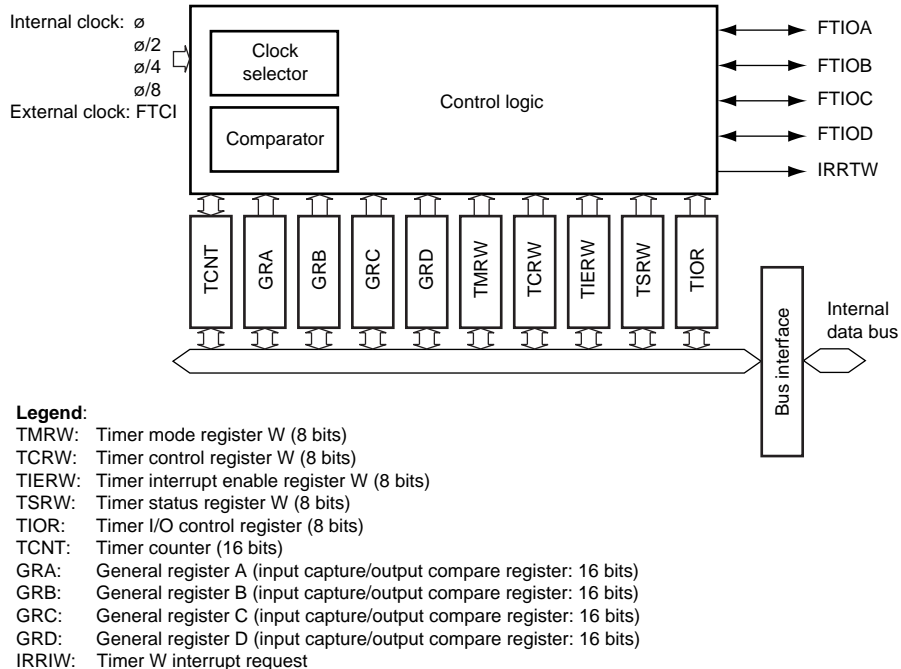 Internal clock: ø
ø/2
ø/4
ø/8
External clock: FTCI
Clock
selector
Comparator
Control logic
FTIOA
FTIOB
FTIOC
FTIOD
IRRTW
TCNT
GRA
GRB
GRC
GRD
TMRW
TCRW
TIERW
TSRW
TIOR
Bus interface
Internal
data bus
Legend:
TMRW: Timer mode register W (8 bits)
TCRW: Timer control register W (8 bits)
TIERW: Timer interrupt enable register W (8 bits)
TSRW: Timer status register W (8 bits)
TIOR: Timer I/O control register (8 bits)
TCNT: Timer counter (16 bits)
GRA: General register A (input capture/output compare register: 16 bits)
GRB: General register B (input capture/output compare register: 16 bits)
GRC: General register C (input capture/output compare register: 16 bits)
GRD: General register D (input capture/output compare register: 16 bits)
IRRIW: Timer W interrupt request